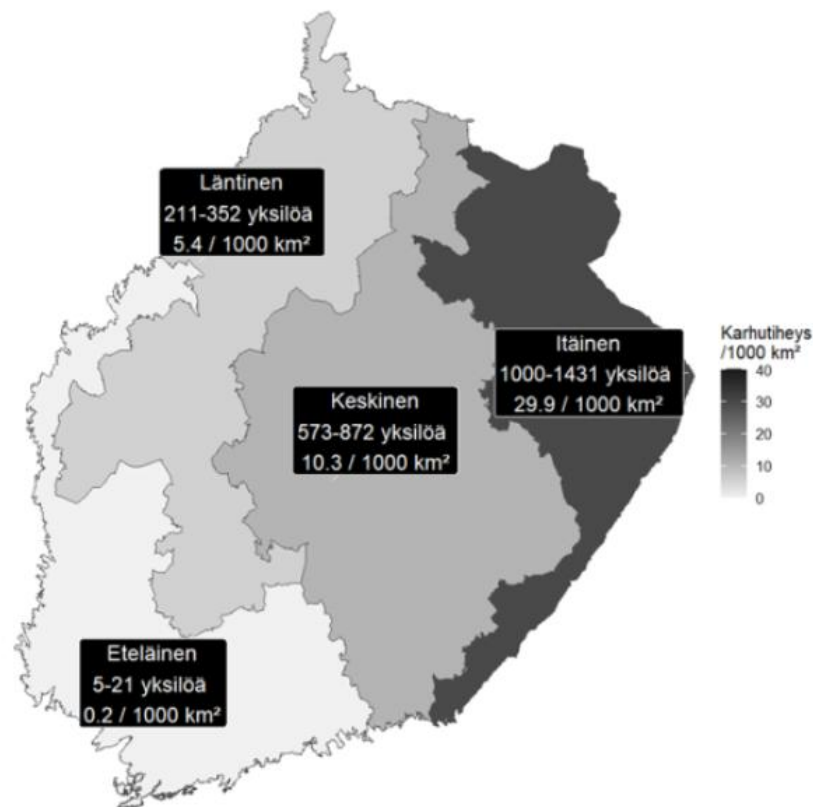 Läntinen
211-352 yksilöä
5.4 / 1000 km²
Itäinen
1000-1431 yksilöä
29.9 / 1000 km²
Keskinen
573-872 yksilöä
10.3 / 1000 km²
Eteläinen
5-21 yksilöä
0.2 / 1000 km²
Karhutiheys
/1000 km²
40
30
20
10
0